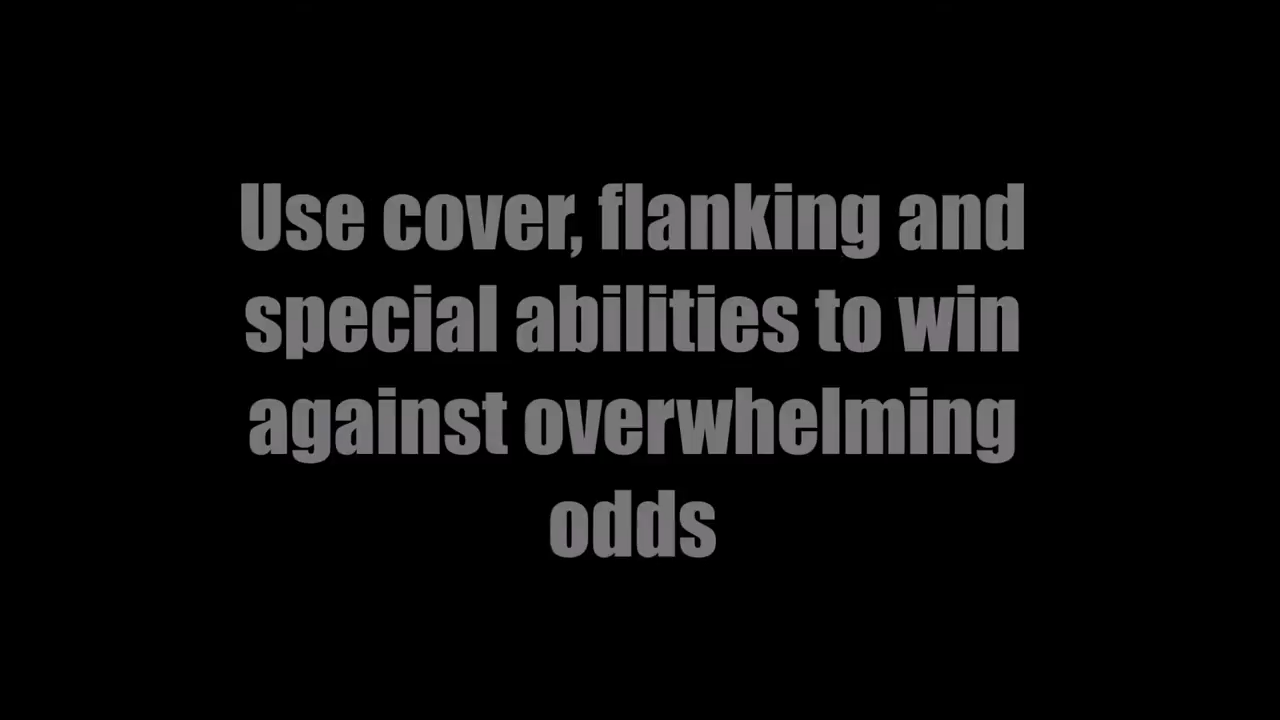 Use cover, flanking and
special abilities to win
against overwhelming
odds